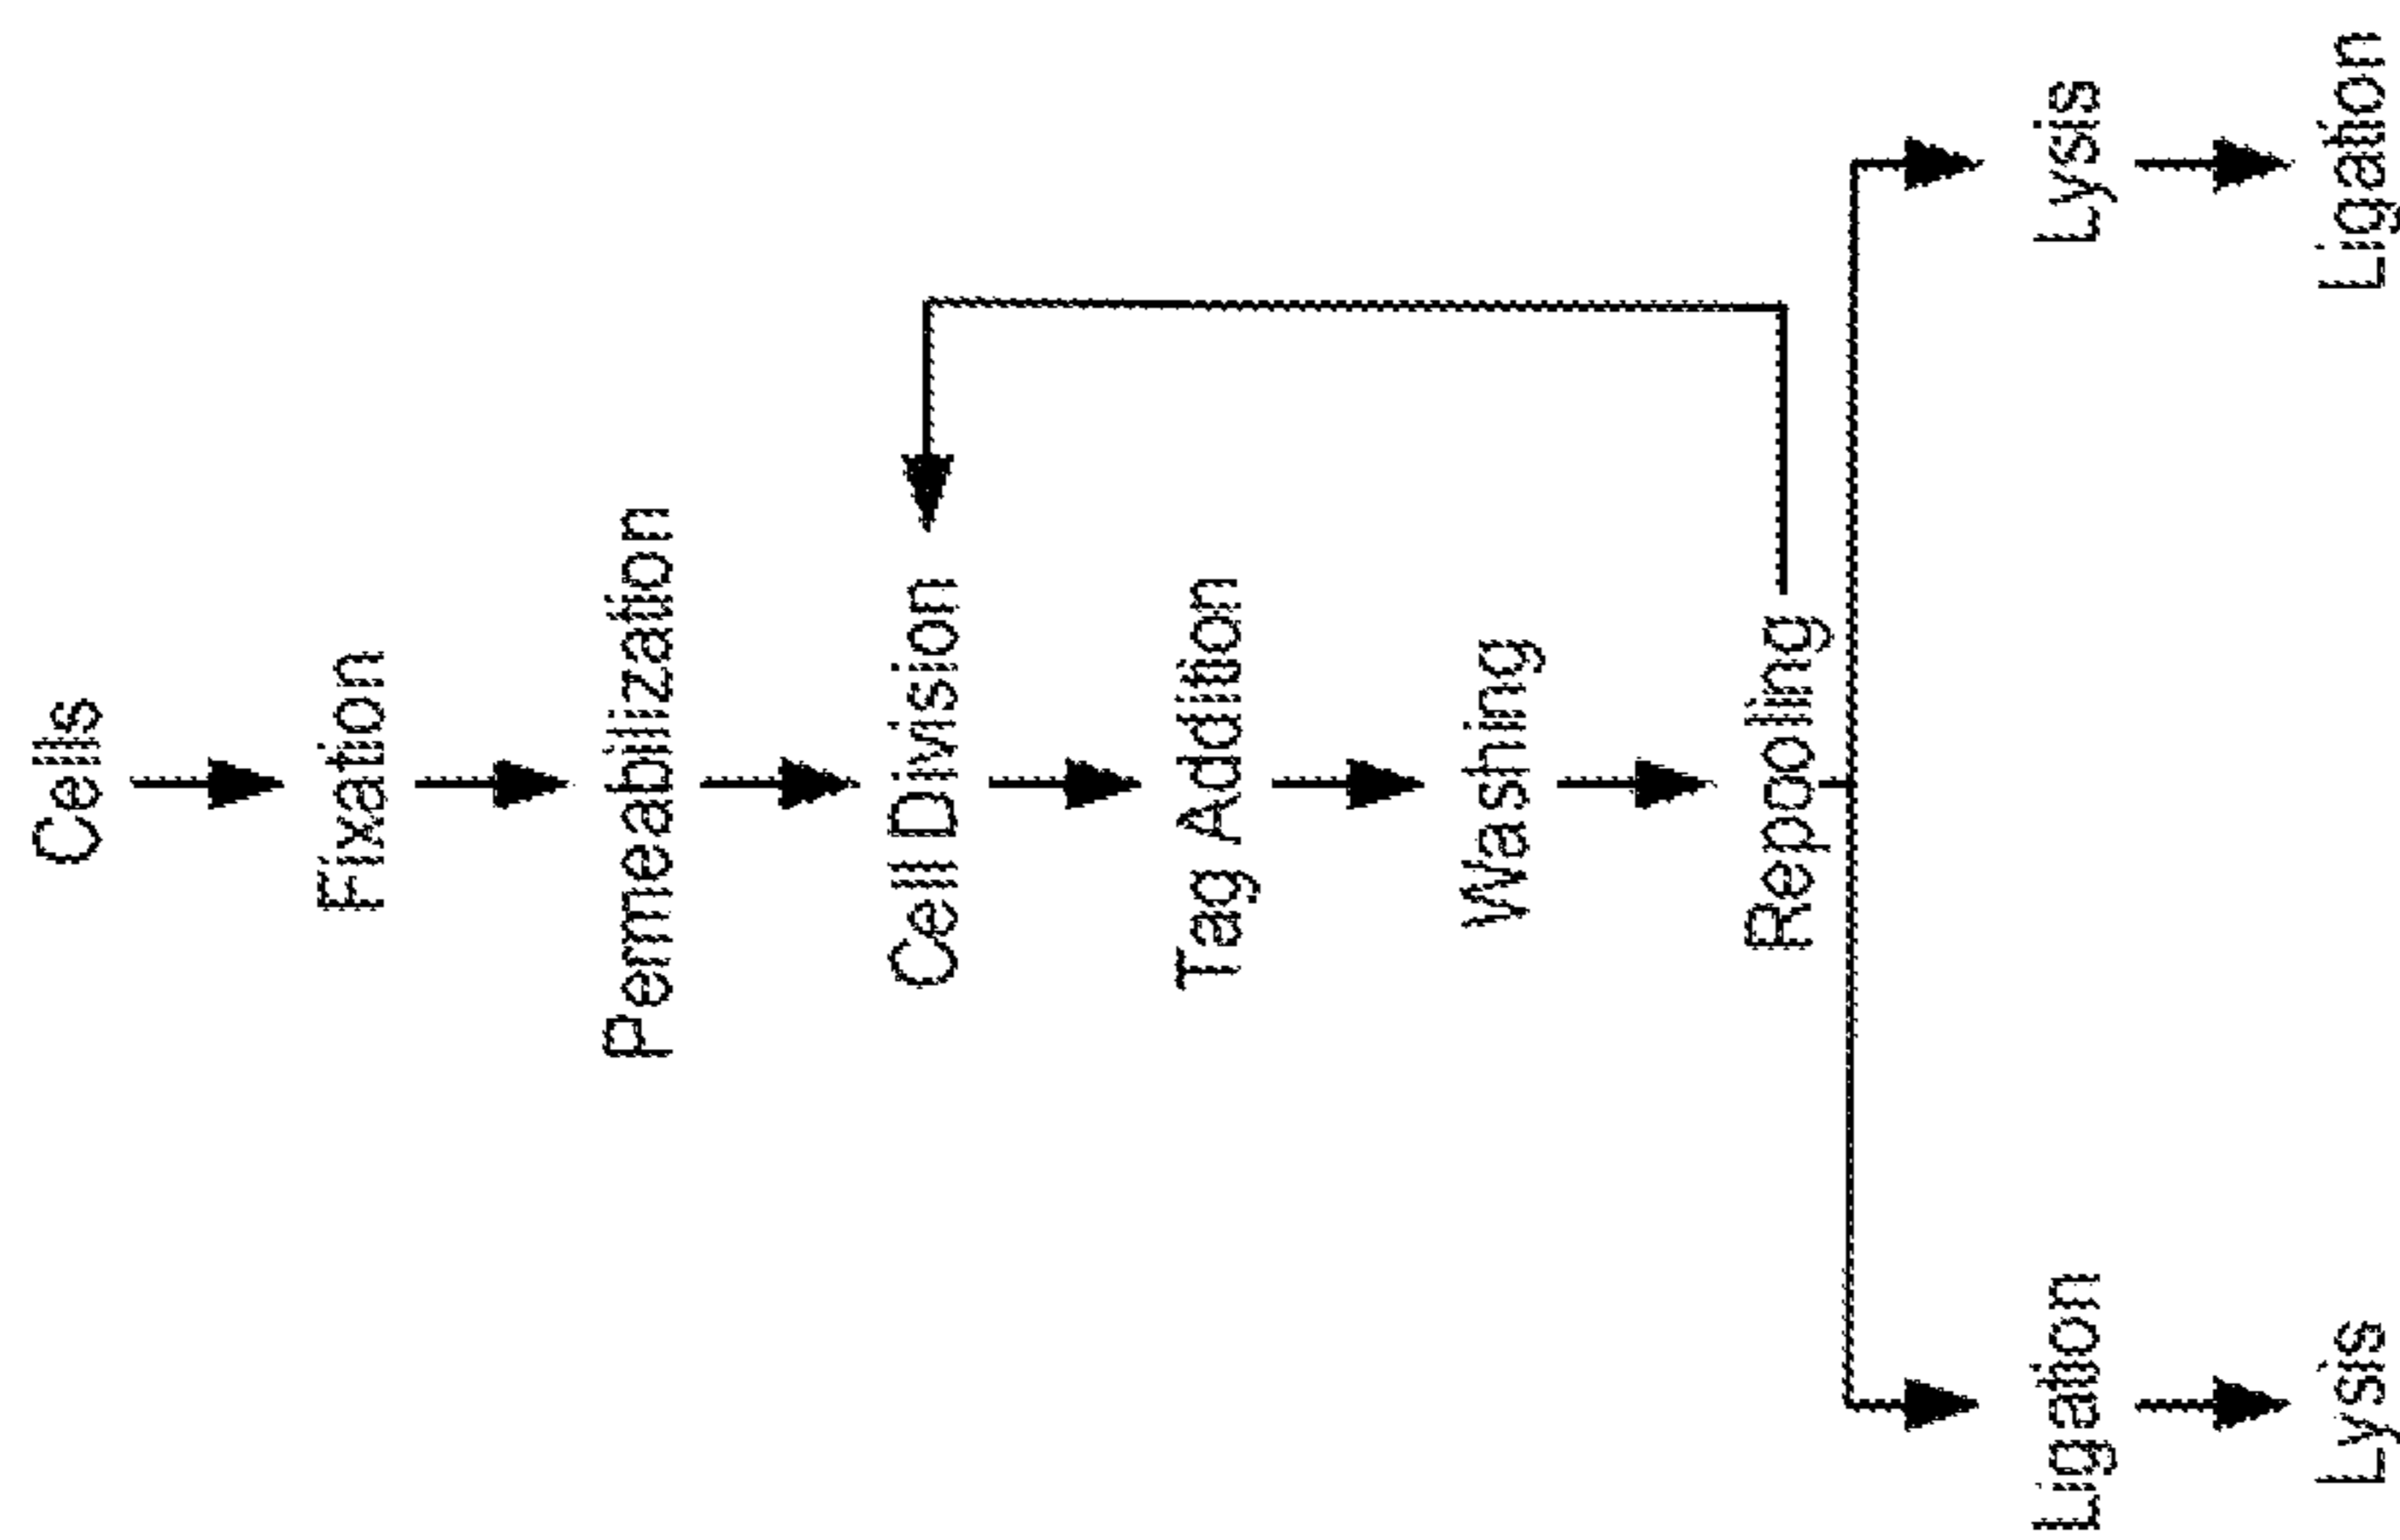 Cells
Fixation
Permeabilization
Cell Division
Tag Addition
Washing
Repooling
Ligation
Lysis
Lysis
Ligation